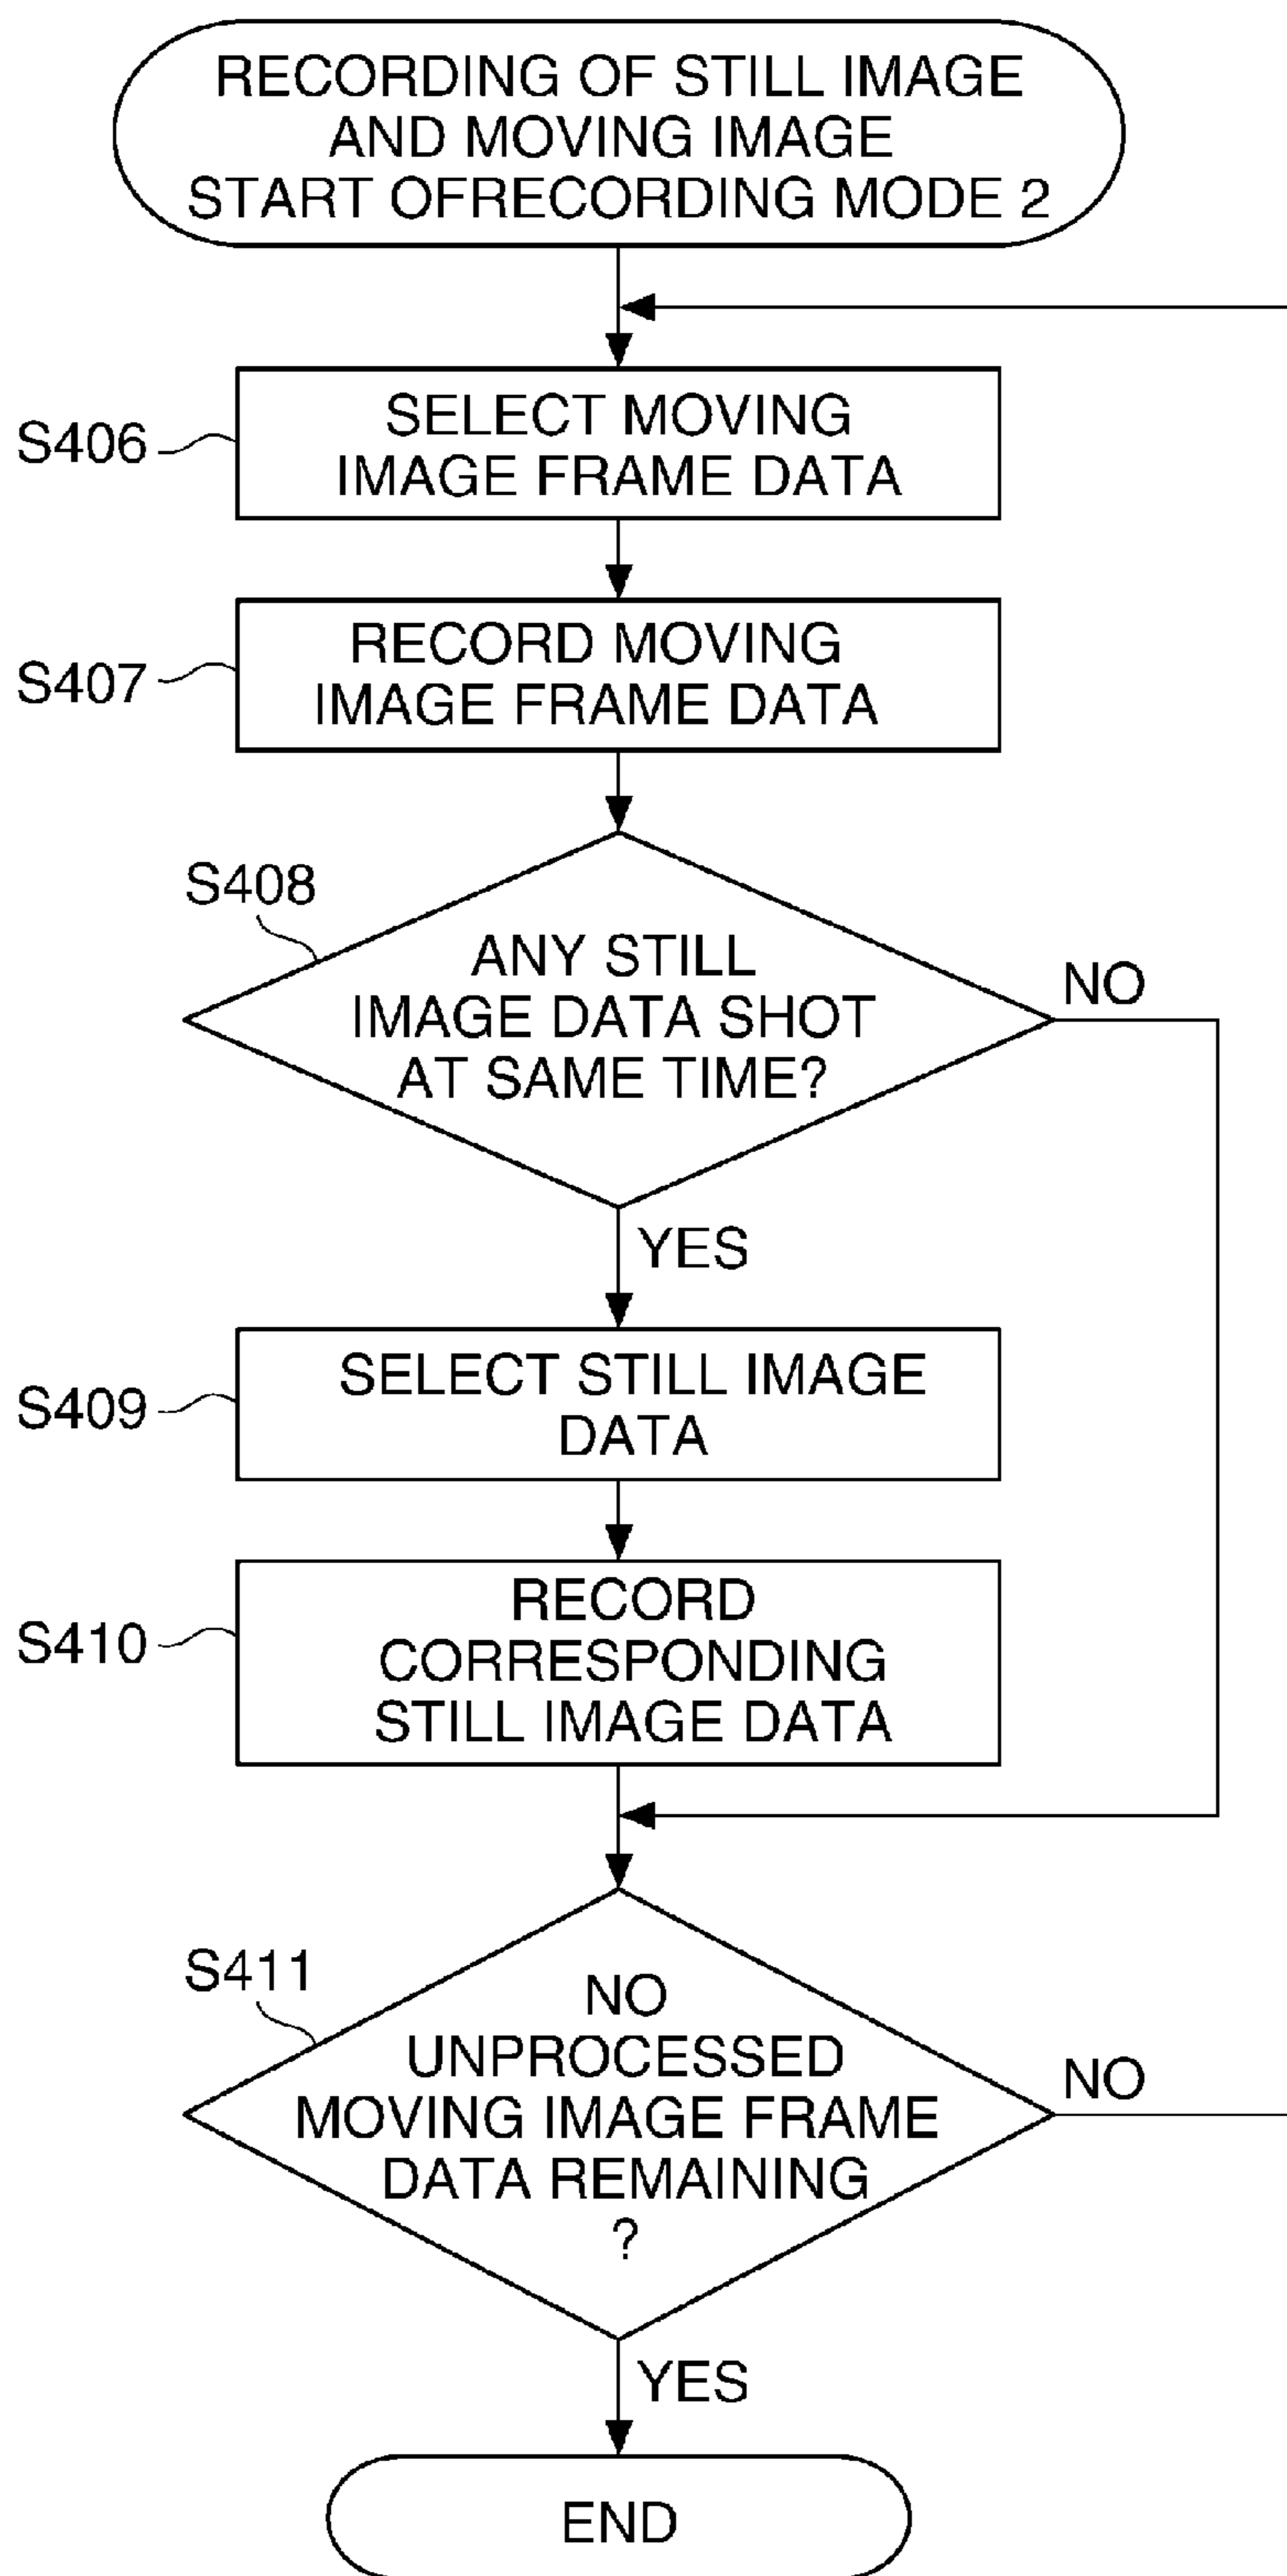 RECORDING OF STILL IMAGE
AND MOVING IMAGE
START OFRECORDING MODE 2
S406
SELECT MOVING
IMAGE FRAME DATA
S407
RECORD MOVING
IMAGE FRAME DATA
S408
ANY STILL
IMAGE DATA SHOT
AT SAME TIME?
NO
YES
S409
SELECT STILL IMAGE
DATA
S410
RECORD
CORRESPONDING
STILL IMAGE DATA
S411
NO
UNPROCESSED
MOVING IMAGE FRAME
DATA REMAINING
?
NO
YES
END